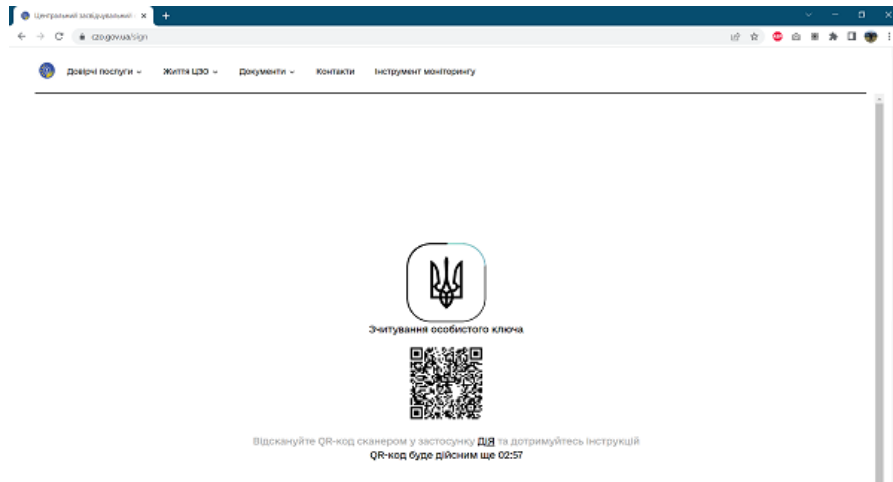 Центральний засвідчувальний
czo.gov.ua/sign
Довірчі послуги
Життя ЦЗО
Документи
Контакти
Інструмент моніторингу
Зчитування особистого ключа
Відскануйте QR-код сканером у застосунку ДІЯ та дотримуйтесь інструкцій
QR-код буде дійсним ще 02:57